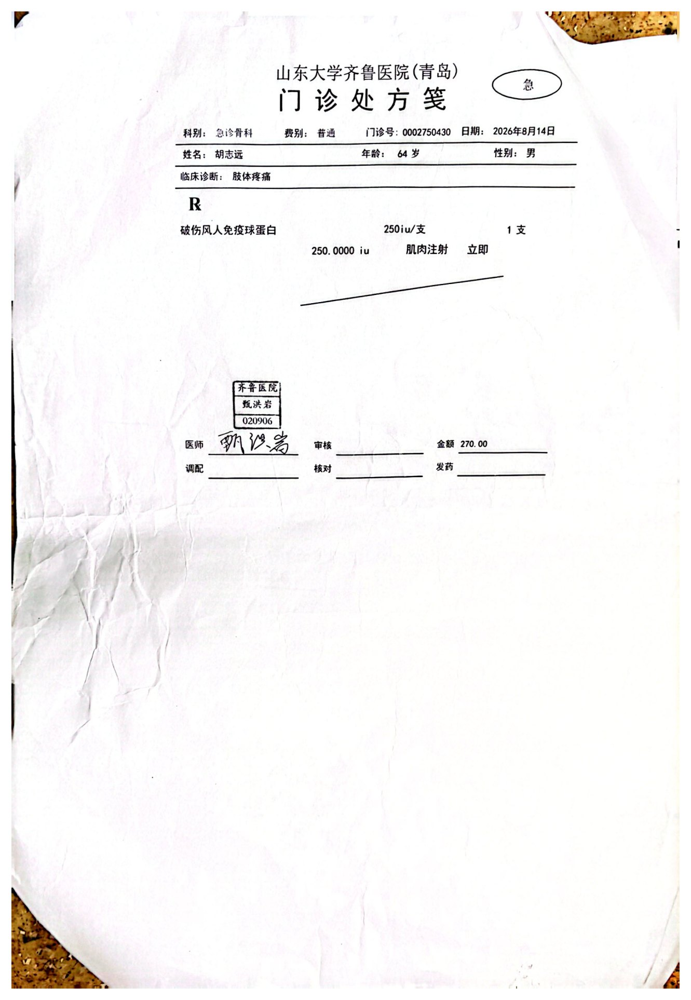 山东大学齐鲁医院(青岛)
急
门诊处方笺
科别： 急诊骨科 费别： 普通 门诊号：0002750430 日期： 2026年8月14日
姓名： 胡志远 年龄： 64 岁 性别： 男
临床诊断： 肢体疼痛
R
破伤风人免疫球蛋白 250iu/支 1 支
250.0000 iu 肌肉注射 立即
齐鲁医院
甄洪岩
020906
医师 甄洪岩 审核 金额 270.00
调配 核对 发药